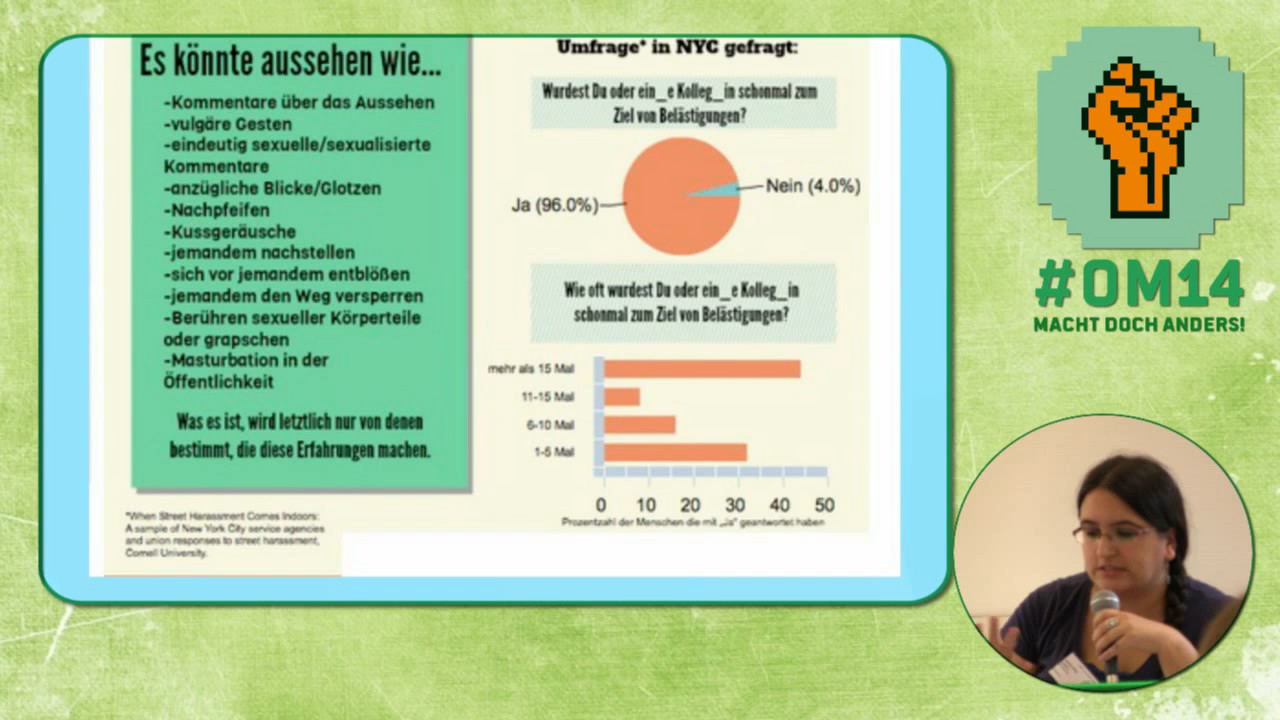 Es könnte aussehen wie...
-Kommentare über das Aussehen
-vulgäre Gesten
-eindeutig sexuelle/sexualisierte
Kommentare
-anzügliche Blicke/Glotzen
-Nachpfeifen
-Kussgeräusche
-jemandem nachstellen
-sich vor jemandem entblößen
-jemandem den Weg versperren
-Berühren sexueller Körperteile
oder grapschen
-Masturbation in der
Öffentlichkeit
Was es ist, wird letztlich nur von denen
bestimmt, die diese Erfahrungen machen.
*When Street Harassment Comes Indoors:
A sample of New York City service agencies
and union responses to street harassment,
Cornell University.
Umfrage* in NYC gefragt:
Wurdest Du oder ein_e Kolleg_in schonmal zum
Ziel von Belästigungen?
Ja (96.0%)
Nein (4.0%)
Wie oft wurdest Du oder ein_e Kolleg_in
schonmal zum Ziel von Belästigungen?
mehr als 15 Mal
11-15 Mal
6-10 Mal
1-5 Mal
0 10 20 30 40 50
Prozentzahl der Menschen die mit „Ja" geantwortet haben
#OM14
MACHT DOCH ANDERS!